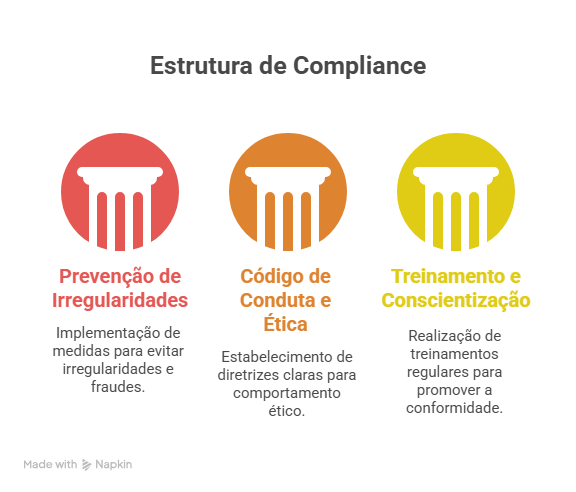 Estrutura de Compliance
Prevenção de
Irregularidades
Implementação de
medidas para evitar
irregularidades e
fraudes.
Código de
Conduta e
Ética
Estabelecimento de
diretrizes claras para
comportamento
ético.
Treinamento e
Conscientização
Realização de
treinamentos
regulares para
promover a
conformidade.
Made with Napkin